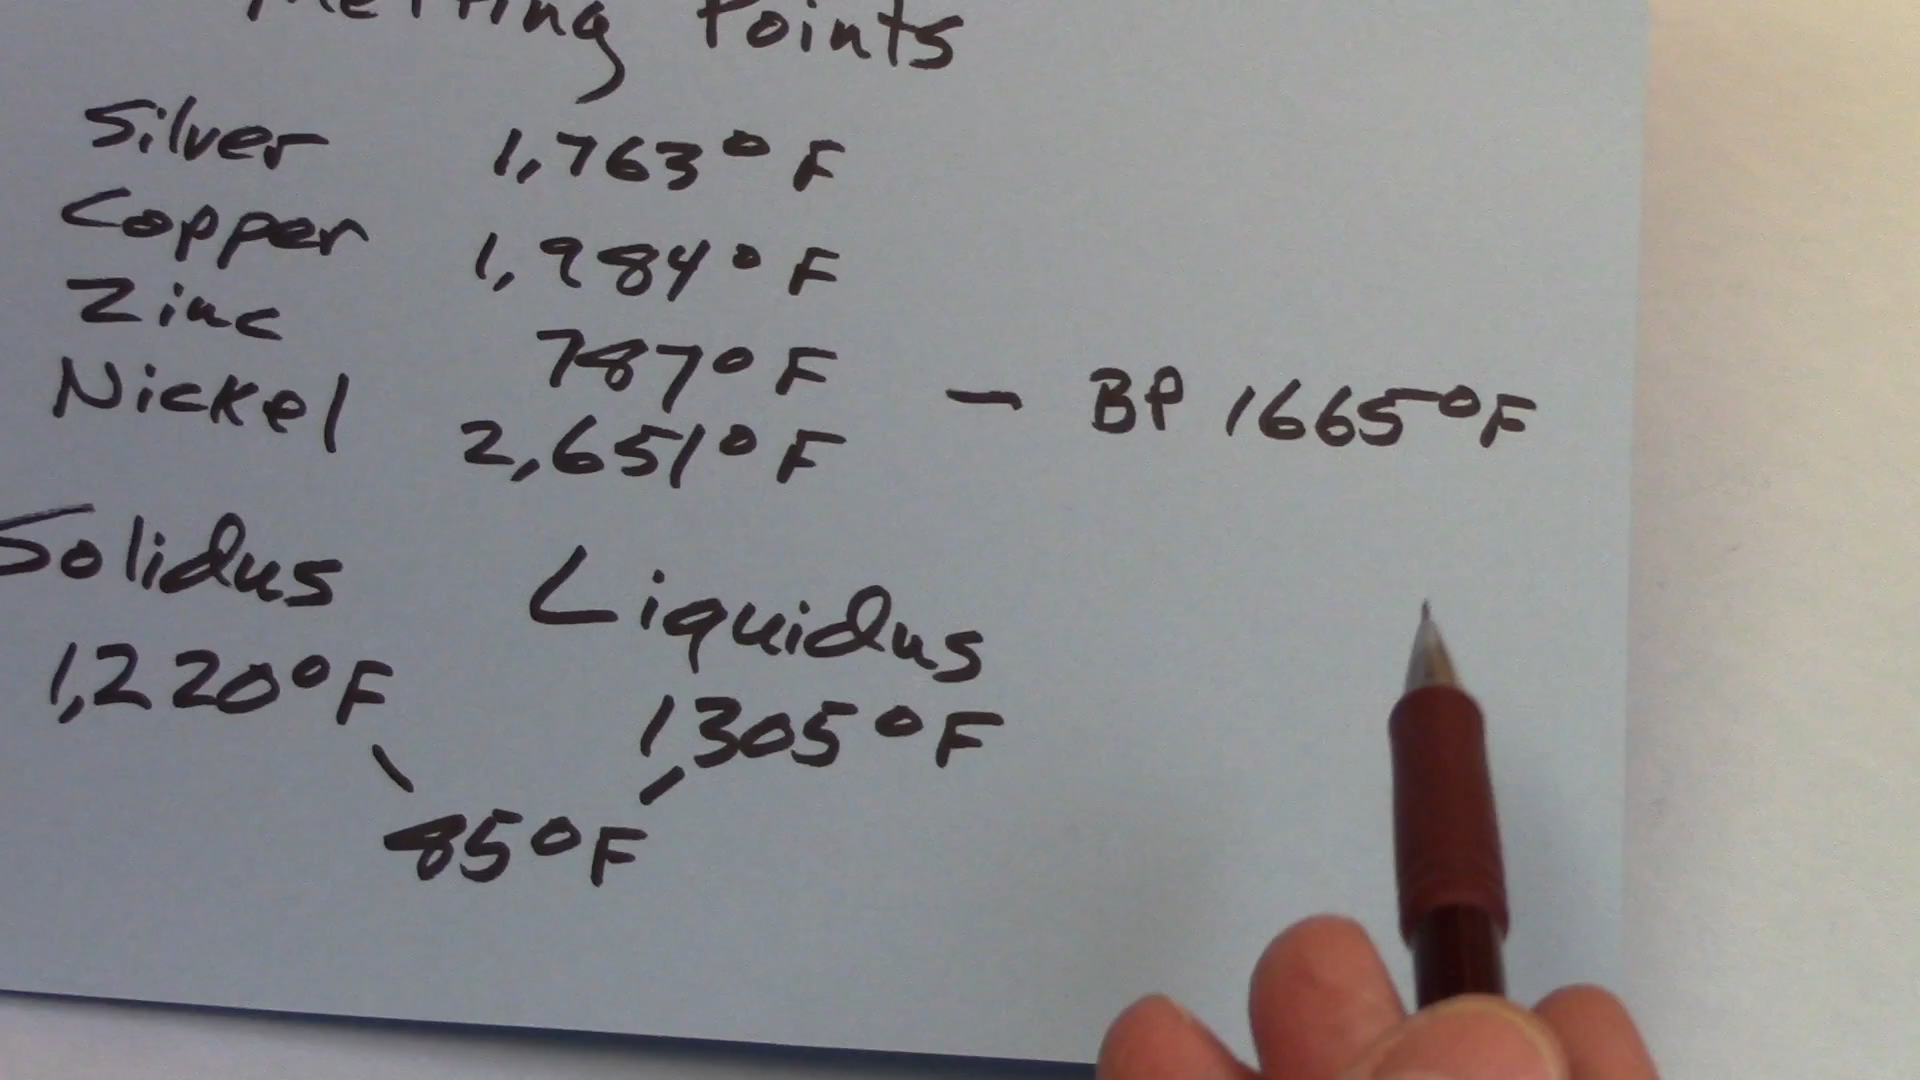 Melting Points
Silver 1,763° F
Copper 1,984° F
Zinc 787° F — BP 1665°F
Nickel 2,651° F
Solidus Liquidus
1,220°F 1305°F
85°F